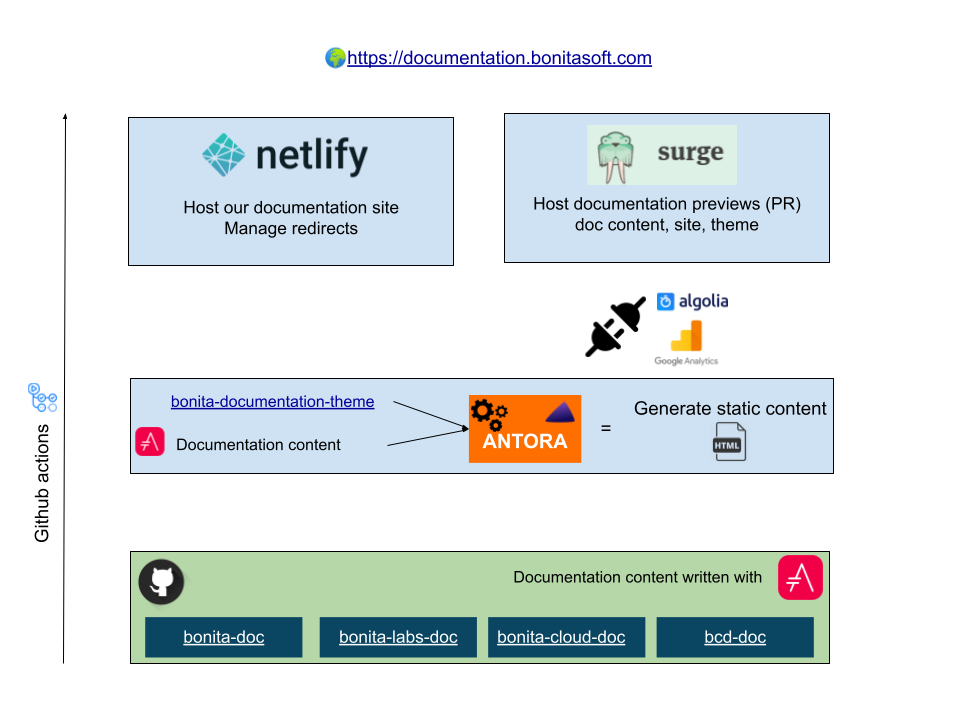 https://documentation.bonitasoft.com
netlify
Host our documentation site
Manage redirects
surge
Host documentation previews (PR)
doc content, site, theme
algolia
Google Analytics
Github actions
bonita-documentation-theme
Documentation content
ANTORA
=
Generate static content
HTML
Documentation content written with
bonita-doc
bonita-labs-doc
bonita-cloud-doc
bcd-doc